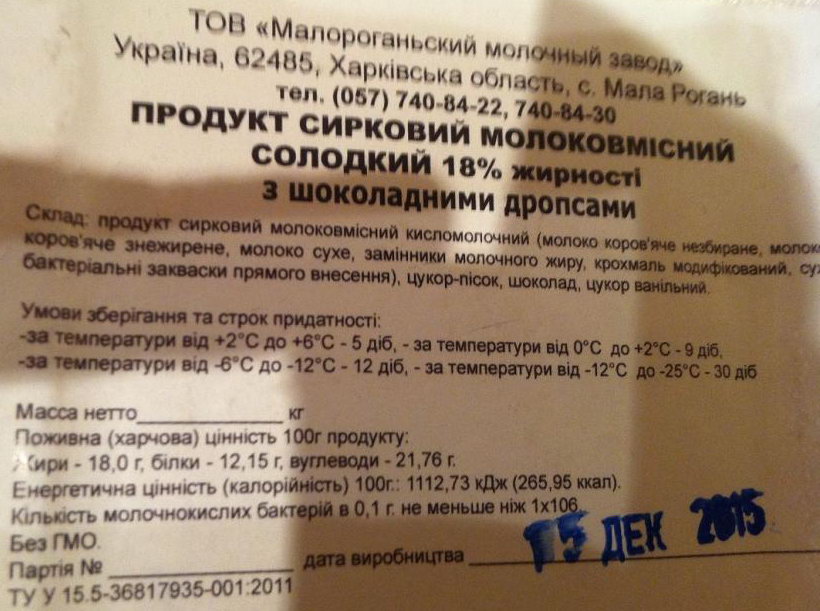 ТОВ «Малороганьский молочный завод»
Україна, 62485, Харківська область, с. Мала Рогань
тел. (057) 740-84-22, 740-84-30
ПРОДУКТ СИРКОВИЙ МОЛОКОВМІСНИЙ
СОЛОДКИЙ 18% жирності
З ШОКОЛАДНИМИ ДРОПСАМИ
Склад: продукт сирковий молоковмісний кисломолочний (молоко коров'яче незбиране, молоко
коров'яче знежирене, молоко сухе, замінники молочного жиру, крохмаль модифікований, сух
бактеріальні закваски прямого внесення), цукор-пісок, шоколад, цукор ванільний.
Умови зберігання та строк придатності:
-за температури від +2°С до +6°С - 5 діб, - за температури від 0°С до +2°С - 9 діб,
-за температури від -6°С до -12°С - 12 діб, - за температури від -12°С до -25°С - 30 діб
Масса нетто____________ кг
Поживна (харчова) цінність 100г продукту:
Жири - 18,0 г, білки - 12,15 г, вуглеводи - 21,76 г.
Енергетична цінність (калорійність) 100г.: 1112,73 кДж (265,95 ккал).
Кількість молочнокислих бактерій в 0,1 г. не меньше ніж 1х106
Без ГМО.
15 ДЕК 2015
Партія № ____________ дата виробництва ____________
ТУ У 15.5-36817935-001:2011